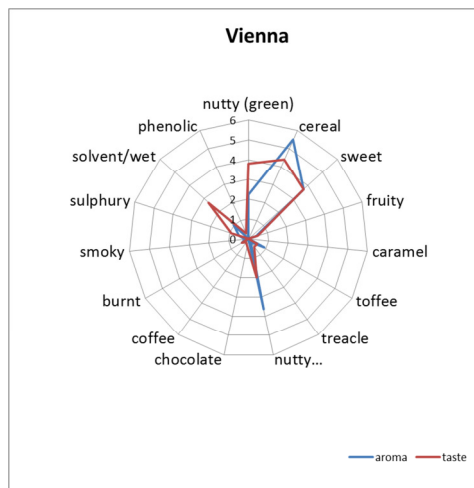 Vienna
nutty (green)
phenolic
cereal
solvent/wet
sweet
sulphury
fruity
smoky
caramel
burnt
toffee
coffee
treacle
chocolate
nutty...
6
5
4
3
2
1
0
aroma
taste